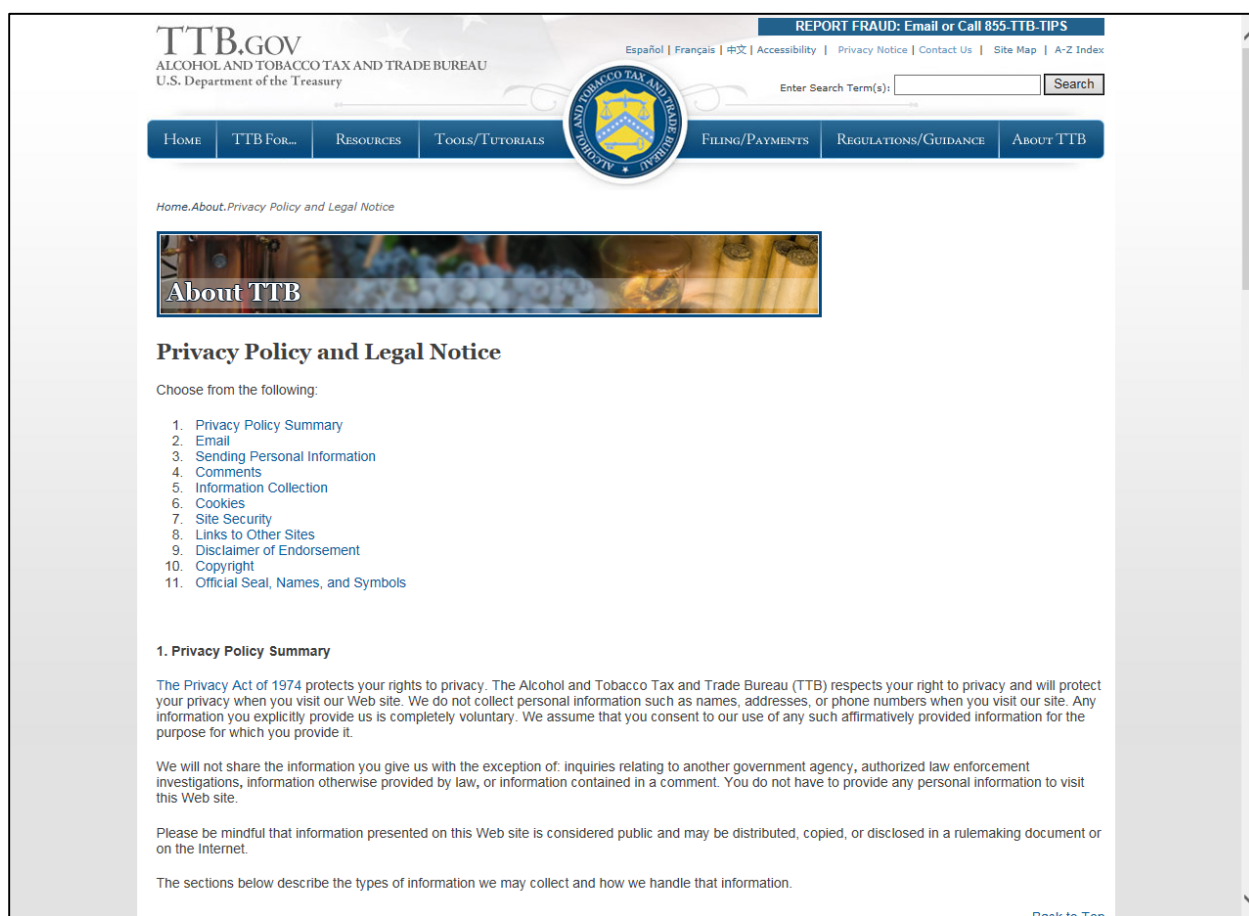 REPORT FRAUD: Email or Call 855-TTB-TIPS
TTB.GOV
ALCOHOL AND TOBACCO TAX AND TRADE BUREAU
U.S. Department of the Treasury
Español | Français | 中文 | Accessibility | Privacy Notice | Contact Us | Site Map | A-Z Index
Enter Search Term(s): Search
ALCOHOL AND TOBACCO TAX AND TRADE BUREAU
HOME TTB FOR... RESOURCES TOOLS/TUTORIALS FILING/PAYMENTS REGULATIONS/GUIDANCE ABOUT TTB
Home.About.Privacy Policy and Legal Notice
About TTB
Privacy Policy and Legal Notice
Choose from the following:
1. Privacy Policy Summary
2. Email
3. Sending Personal Information
4. Comments
5. Information Collection
6. Cookies
7. Site Security
8. Links to Other Sites
9. Disclaimer of Endorsement
10. Copyright
11. Official Seal, Names, and Symbols
1. Privacy Policy Summary
The Privacy Act of 1974 protects your rights to privacy. The Alcohol and Tobacco Tax and Trade Bureau (TTB) respects your right to privacy and will protect
your privacy when you visit our Web site. We do not collect personal information such as names, addresses, or phone numbers when you visit our site. Any
information you explicitly provide us is completely voluntary. We assume that you consent to our use of any such affirmatively provided information for the
purpose for which you provide it.
We will not share the information you give us with the exception of: inquiries relating to another government agency, authorized law enforcement
investigations, information otherwise provided by law, or information contained in a comment. You do not have to provide any personal information to visit
this Web site.
Please be mindful that information presented on this Web site is considered public and may be distributed, copied, or disclosed in a rulemaking document or
on the Internet.
The sections below describe the types of information we may collect and how we handle that information.
Back to Top